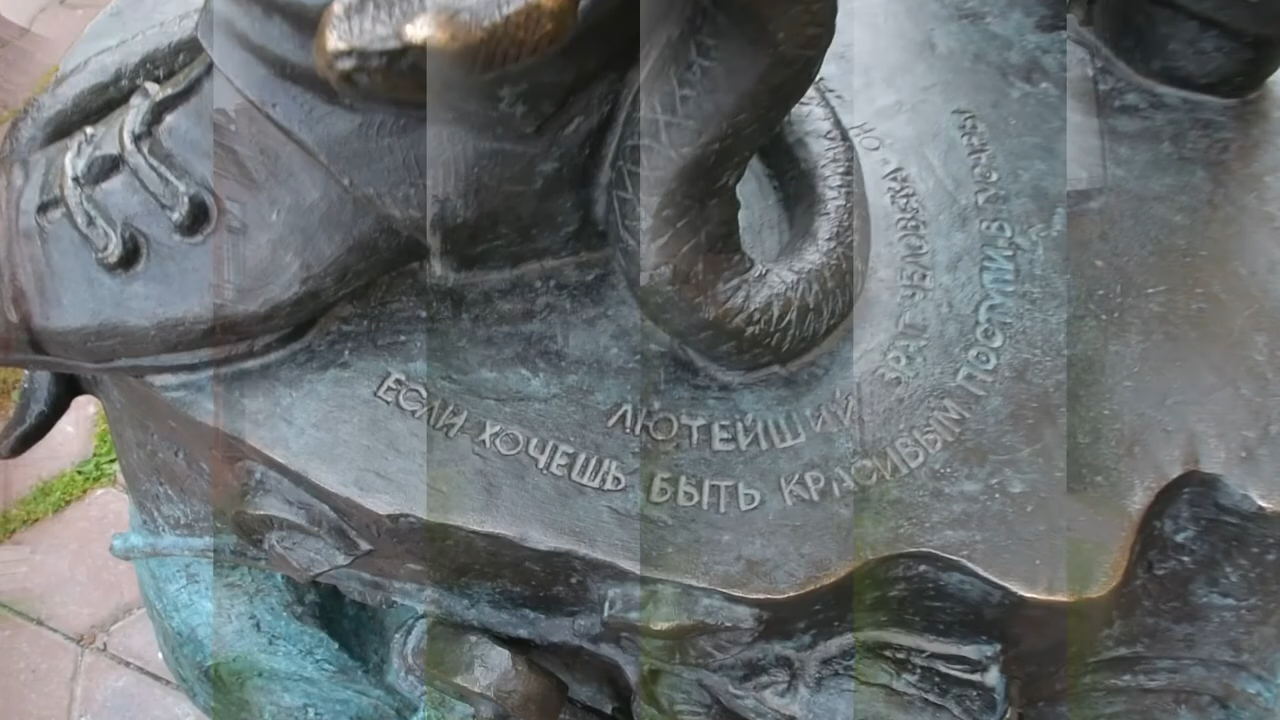 ЕСЛИ ХОЧЕШЬ БЫТЬ КРАСИВЫМ ПОСТУПИ В ГУСАРЫ
ЛЮТЕЙШИЙ ВРАГ ЧЕЛОВЕКА - ОН